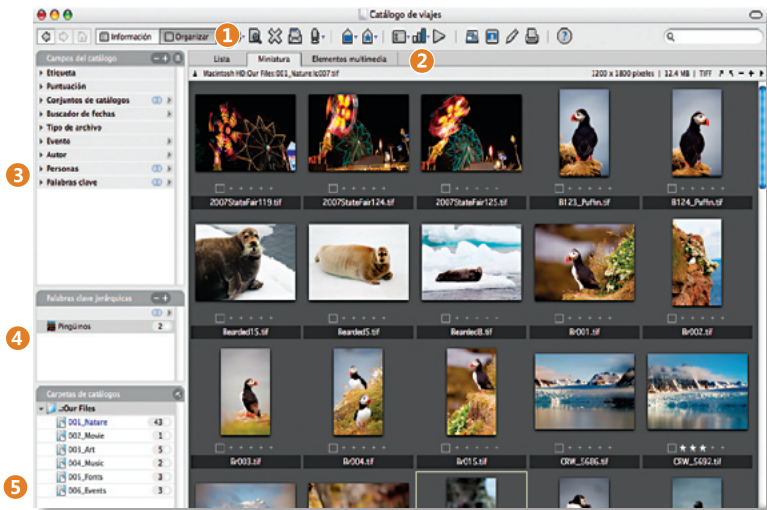 Catálogo de viajes
Información
Organizar
1
Lista
Miniatura
Elementos multimedia
2
Macintosh HD:Our Files:001_Nature:lc007.tif
1200 x 1800 píxeles | 12.4 MB | TIFF
Campos del catálogo
Etiqueta
Puntuación
Conjuntos de catálogos
Buscador de fechas
Tipo de archivo
Evento
Autor
Personas
Palabras clave
3
2007StateFair119.tif
2007StateFair124.tif
2007StateFair125.tif
B123_Puffin.tif
B124_Puffin.tif
Bearded15.tif
Bearded5.tif
Bearded8.tif
Br001.tif
Br002.tif
Palabras clave jerárquicas
Pingüinos
2
4
Br003.tif
Br004.tif
Br015.tif
CRW_5686.tif
CRW_5692.tif
Carpetas de catálogos
..:Our Files
001_Nature 43
002_Movie 1
003_Art 5
004_Music 2
005_Fonts 3
006_Events 3
5